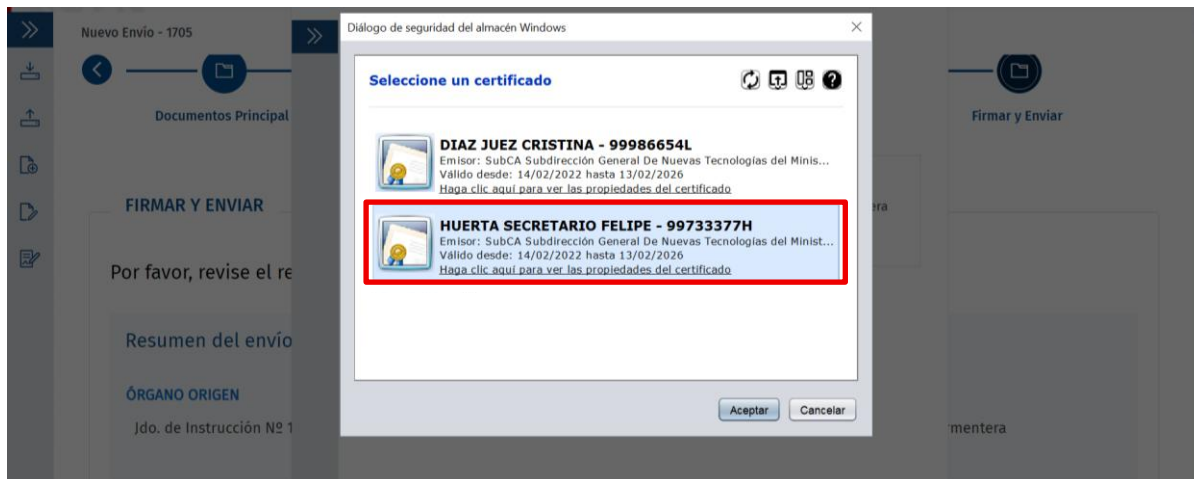 Nuevo Envío - 1705
Documentos Principal
Firmar y Enviar
FIRMAR Y ENVIAR
Por favor, revise el
Resumen del envío
ÓRGANO ORIGEN
Jdo. de Instrucción Nº 1
Diálogo de seguridad del almacén Windows
Seleccione un certificado
DIAZ JUEZ CRISTINA - 99986654L
Emisor: SubCA Subdirección General De Nuevas Tecnologías del Minis...
Válido desde: 14/02/2022 hasta 13/02/2026
Haga clic aquí para ver las propiedades del certificado
HUERTA SECRETARIO FELIPE - 99733377H
Emisor: SubCA Subdirección General De Nuevas Tecnologías del Minist...
Válido desde: 14/02/2022 hasta 13/02/2026
Haga clic aquí para ver las propiedades del certificado
Aceptar
Cancelar